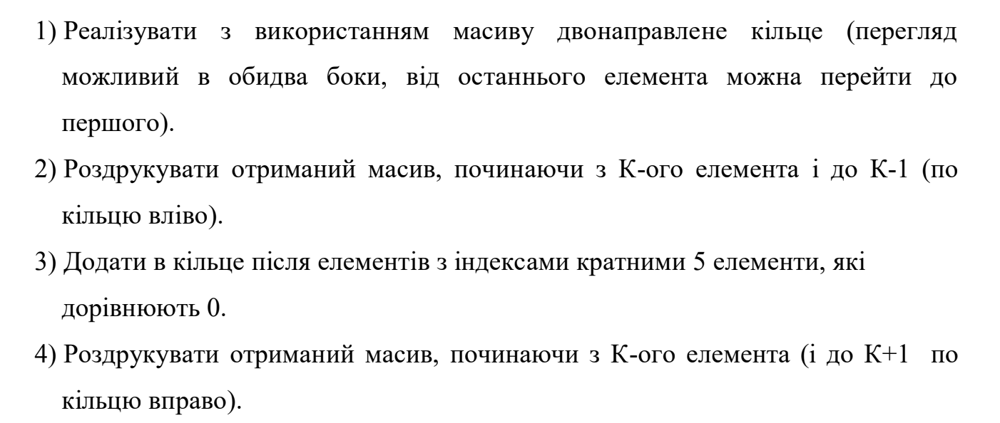 1) Реалізувати з використанням масиву двонаправлене кільце (перегляд
можливий в обидва боки, від останнього елемента можна перейти до
першого).
2) Роздрукувати отриманий масив, починаючи з К-ого елемента і до К-1 (по
кільцю вліво).
3) Додати в кільце після елементів з індексами кратними 5 елементи, які
дорівнюють 0.
4) Роздрукувати отриманий масив, починаючи з К-ого елемента (і до К+1 по
кільцю вправо).